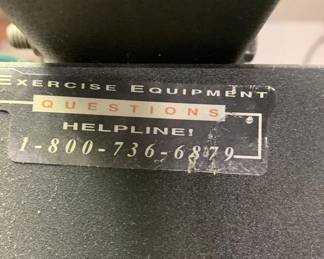 EXERCISE EQUIPMENT
QUESTIONS
HELPLINE!
1-800-736-6879